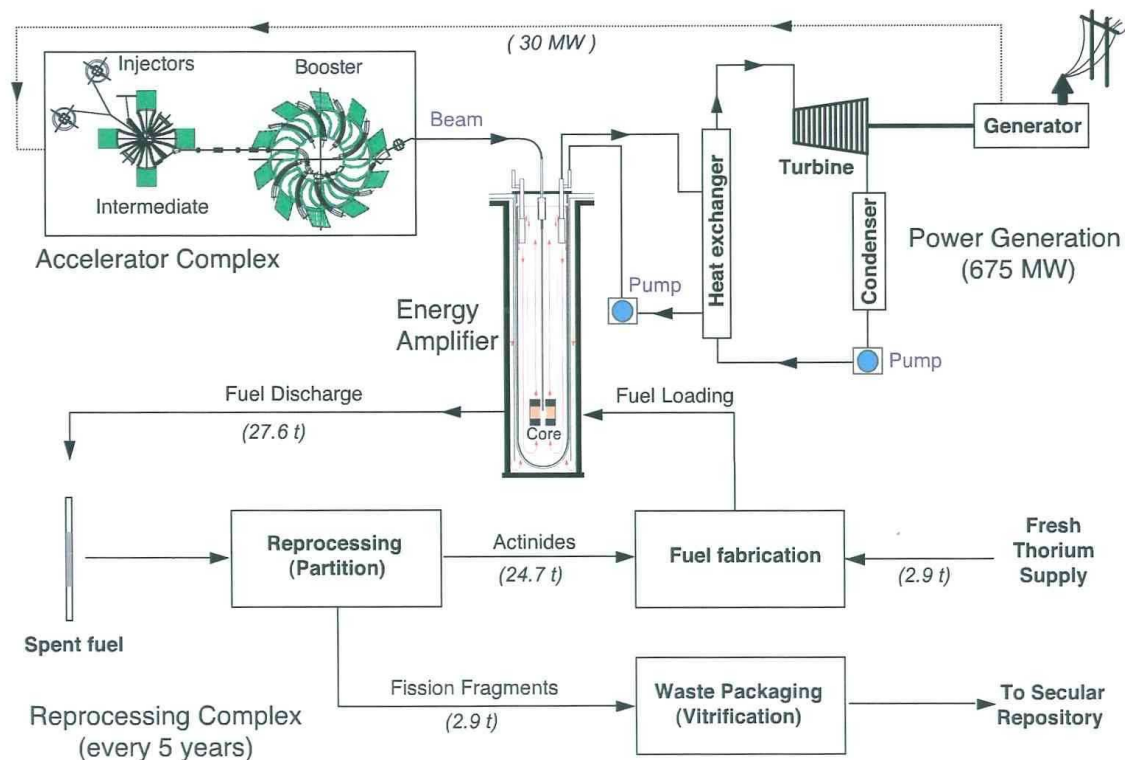 ( 30 MW )
Injectors
Booster
Beam
Intermediate
Accelerator Complex
Heat exchanger
Turbine
Generator
Condenser
Power Generation
(675 MW)
Pump
Pump
Energy
Amplifier
Core
Fuel Discharge
(27.6 t)
Fuel Loading
Spent fuel
Reprocessing
(Partition)
Actinides
(24.7 t)
Fuel fabrication
(2.9 t)
Fresh
Thorium
Supply
Fission Fragments
(2.9 t)
Waste Packaging
(Vitrification)
To Secular
Repository
Reprocessing Complex
(every 5 years)